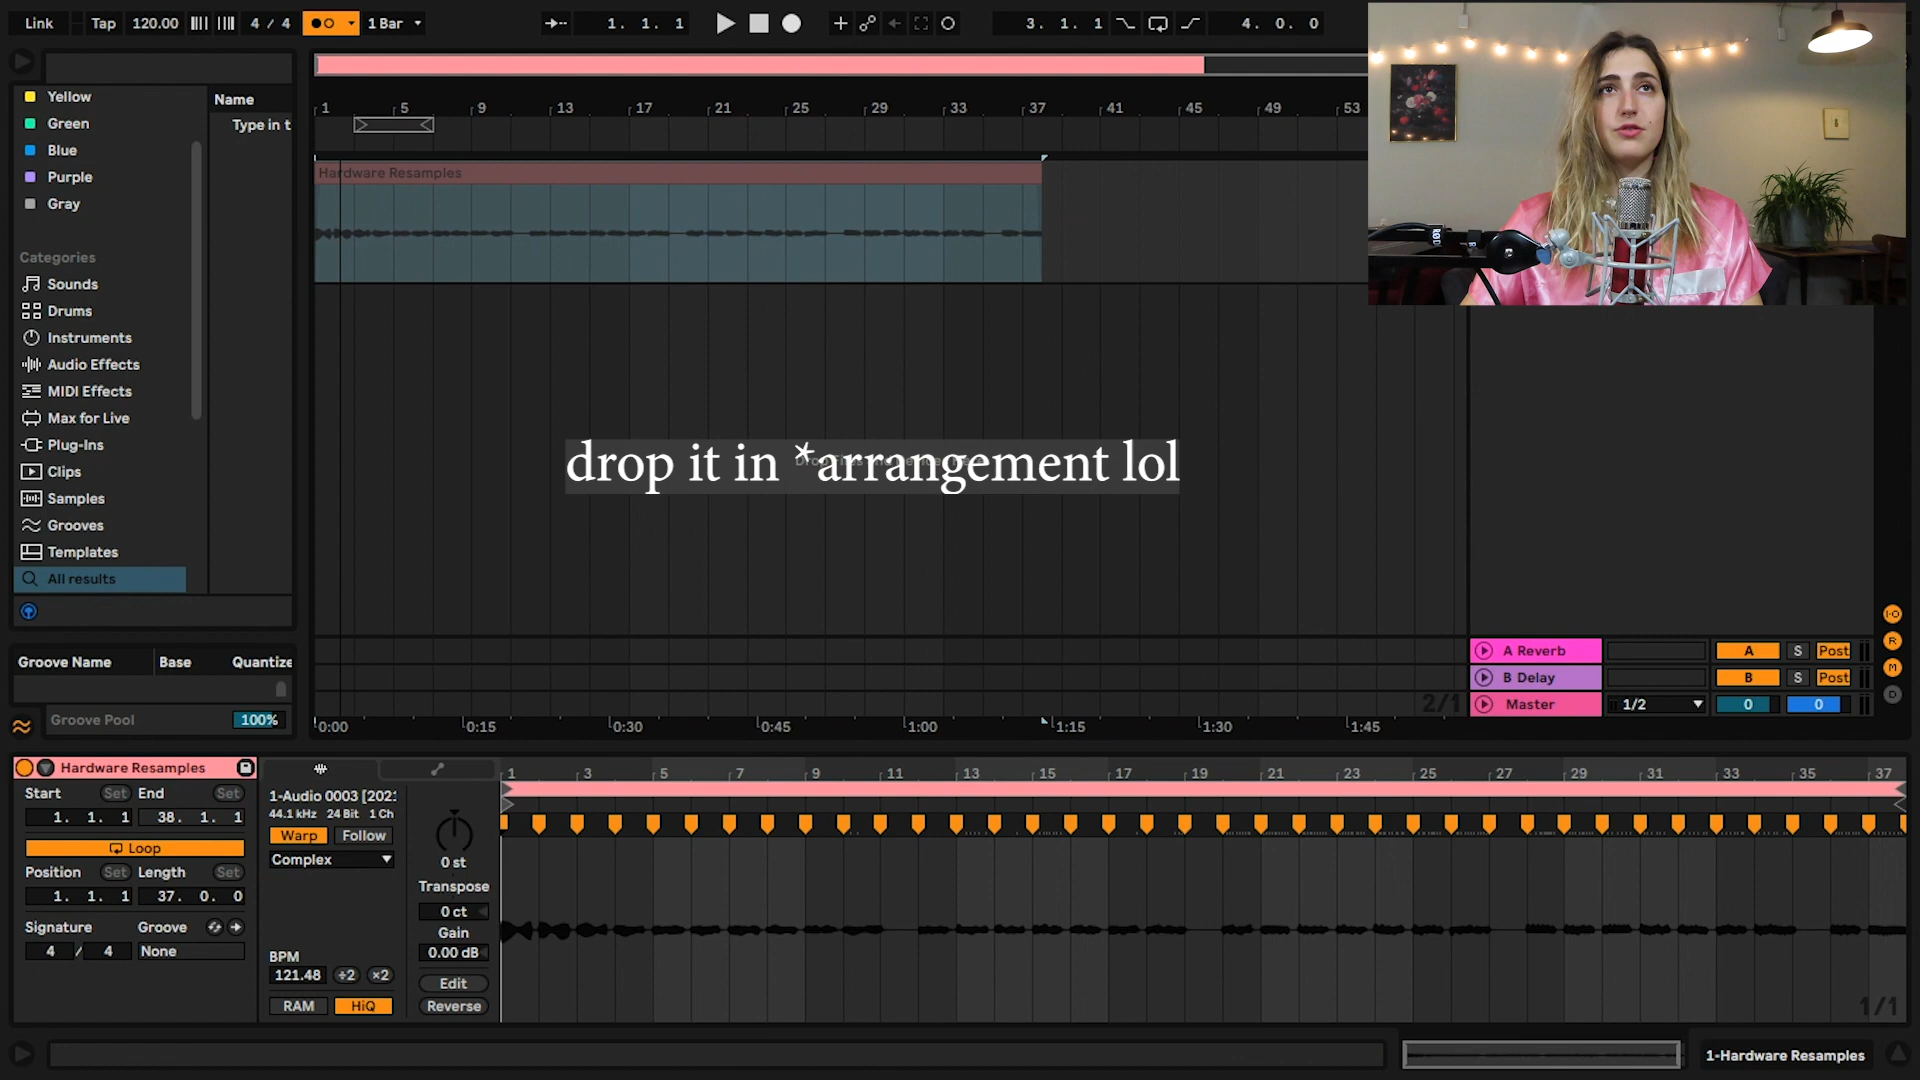 Link Tap 120.00 4 / 4 1 Bar 1. 1. 1 3. 1. 1 4. 0. 0
Yellow
Green
Blue
Purple
Gray
Categories
Sounds
Drums
Instruments
Audio Effects
MIDI Effects
Max for Live
Plug-Ins
Clips
Samples
Grooves
Templates
All results
Name
Type in t
Groove Name Base Quantize
Groove Pool 100%
1 5 9 13 17 21 25 29 33 37 41 45 49 53
Hardware Resamples
drop it in *arrangement lol
2/1
0:00 0:15 0:30 0:45 1:00 1:15 1:30 1:45
A Reverb A S Post
B Delay B S Post
Master 1/2 0 0
I·O
R
M
D
Hardware Resamples
Start Set End Set
1. 1. 1 38. 1. 1
Loop
Position Set Length Set
1. 1. 1 37. 0. 0
Signature Groove
4 / 4 None
1-Audio 0003 [2021
44.1 kHz 24 Bit 1 Ch
Warp Follow
Complex
BPM
121.48 ÷2 ×2
RAM HiQ
0 st
Transpose
0 ct
Gain
0.00 dB
Edit
Reverse
1 3 5 7 9 11 13 15 17 19 21 23 25 27 29 31 33 35 37
1/1
1-Hardware Resamples
RØDE